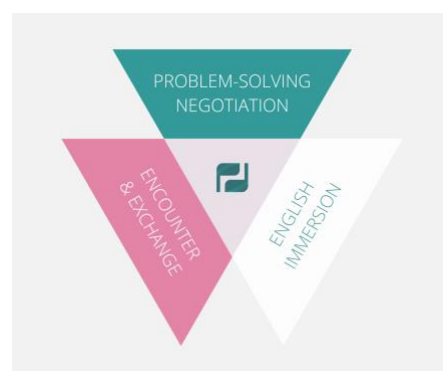 PROBLEM-SOLVING
NEGOTIATION
ENCOUNTER
& EXCHANGE
ENGLISH
IMMERSION